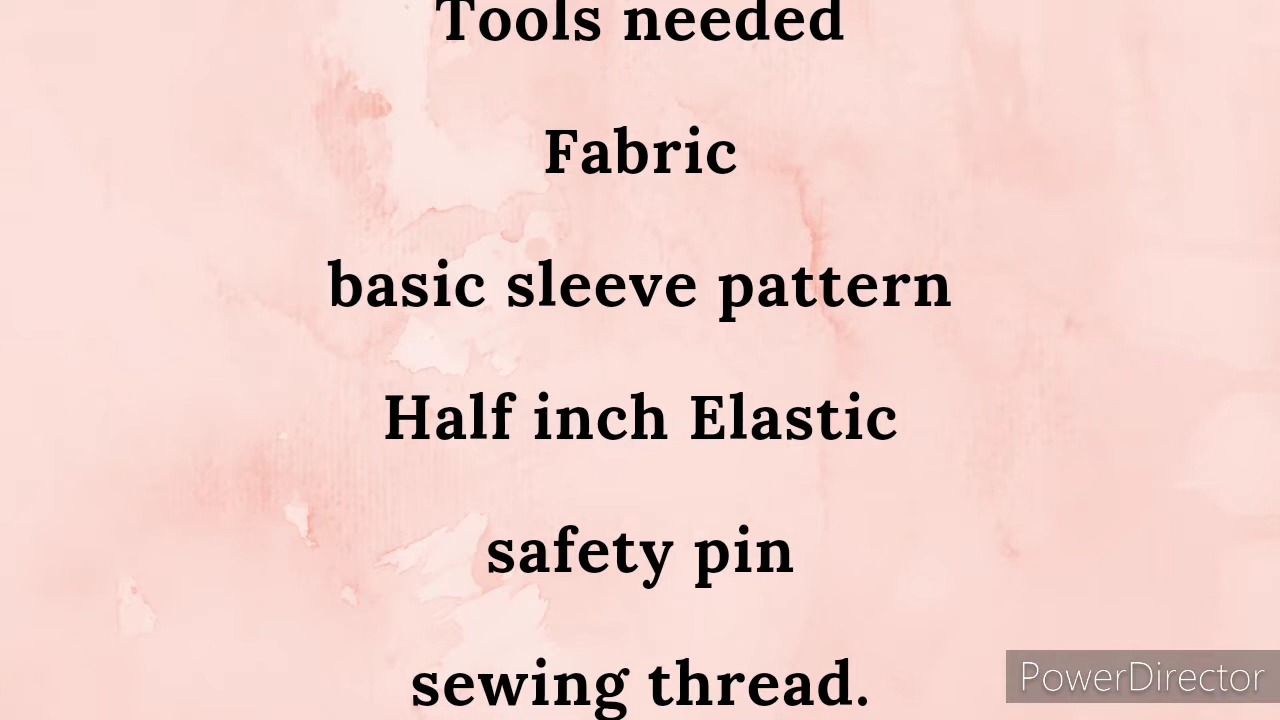 Tools needed
Fabric
basic sleeve pattern
Half inch Elastic
safety pin
sewing thread.
PowerDirector